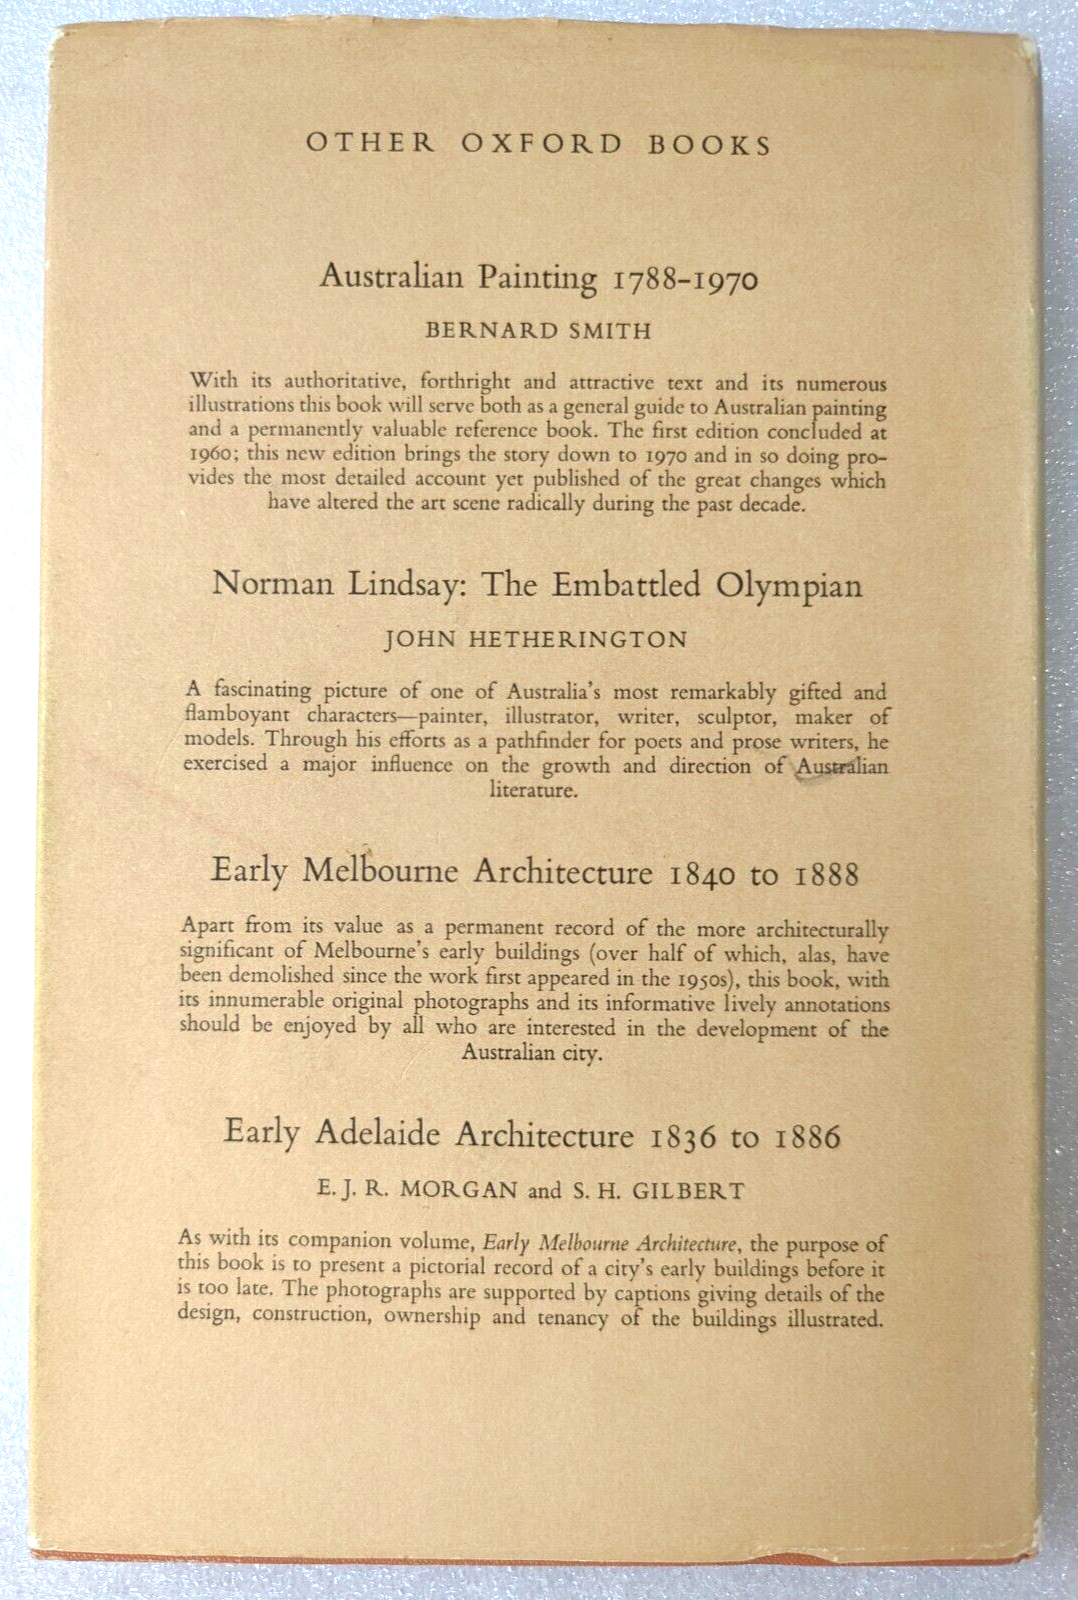 OTHER OXFORD BOOKS
Australian Painting 1788–1970
BERNARD SMITH
With its authoritative, forthright and attractive text and its numerous
illustrations this book will serve both as a general guide to Australian painting
and a permanently valuable reference book. The first edition concluded at
1960; this new edition brings the story down to 1970 and in so doing pro-
vides the most detailed account yet published of the great changes which
have altered the art scene radically during the past decade.
Norman Lindsay: The Embattled Olympian
JOHN HETHERINGTON
A fascinating picture of one of Australia's most remarkably gifted and
flamboyant characters—painter, illustrator, writer, sculptor, maker of
models. Through his efforts as a pathfinder for poets and prose writers, he
exercised a major influence on the growth and direction of Australian
literature.
Early Melbourne Architecture 1840 to 1888
Apart from its value as a permanent record of the more architecturally
significant of Melbourne's early buildings (over half of which, alas, have
been demolished since the work first appeared in the 1950s), this book, with
its innumerable original photographs and its informative lively annotations
should be enjoyed by all who are interested in the development of the
Australian city.
Early Adelaide Architecture 1836 to 1886
E. J. R. MORGAN and S. H. GILBERT
As with its companion volume, Early Melbourne Architecture, the purpose of
this book is to present a pictorial record of a city's early buildings before it
is too late. The photographs are supported by captions giving details of the
design, construction, ownership and tenancy of the buildings illustrated.